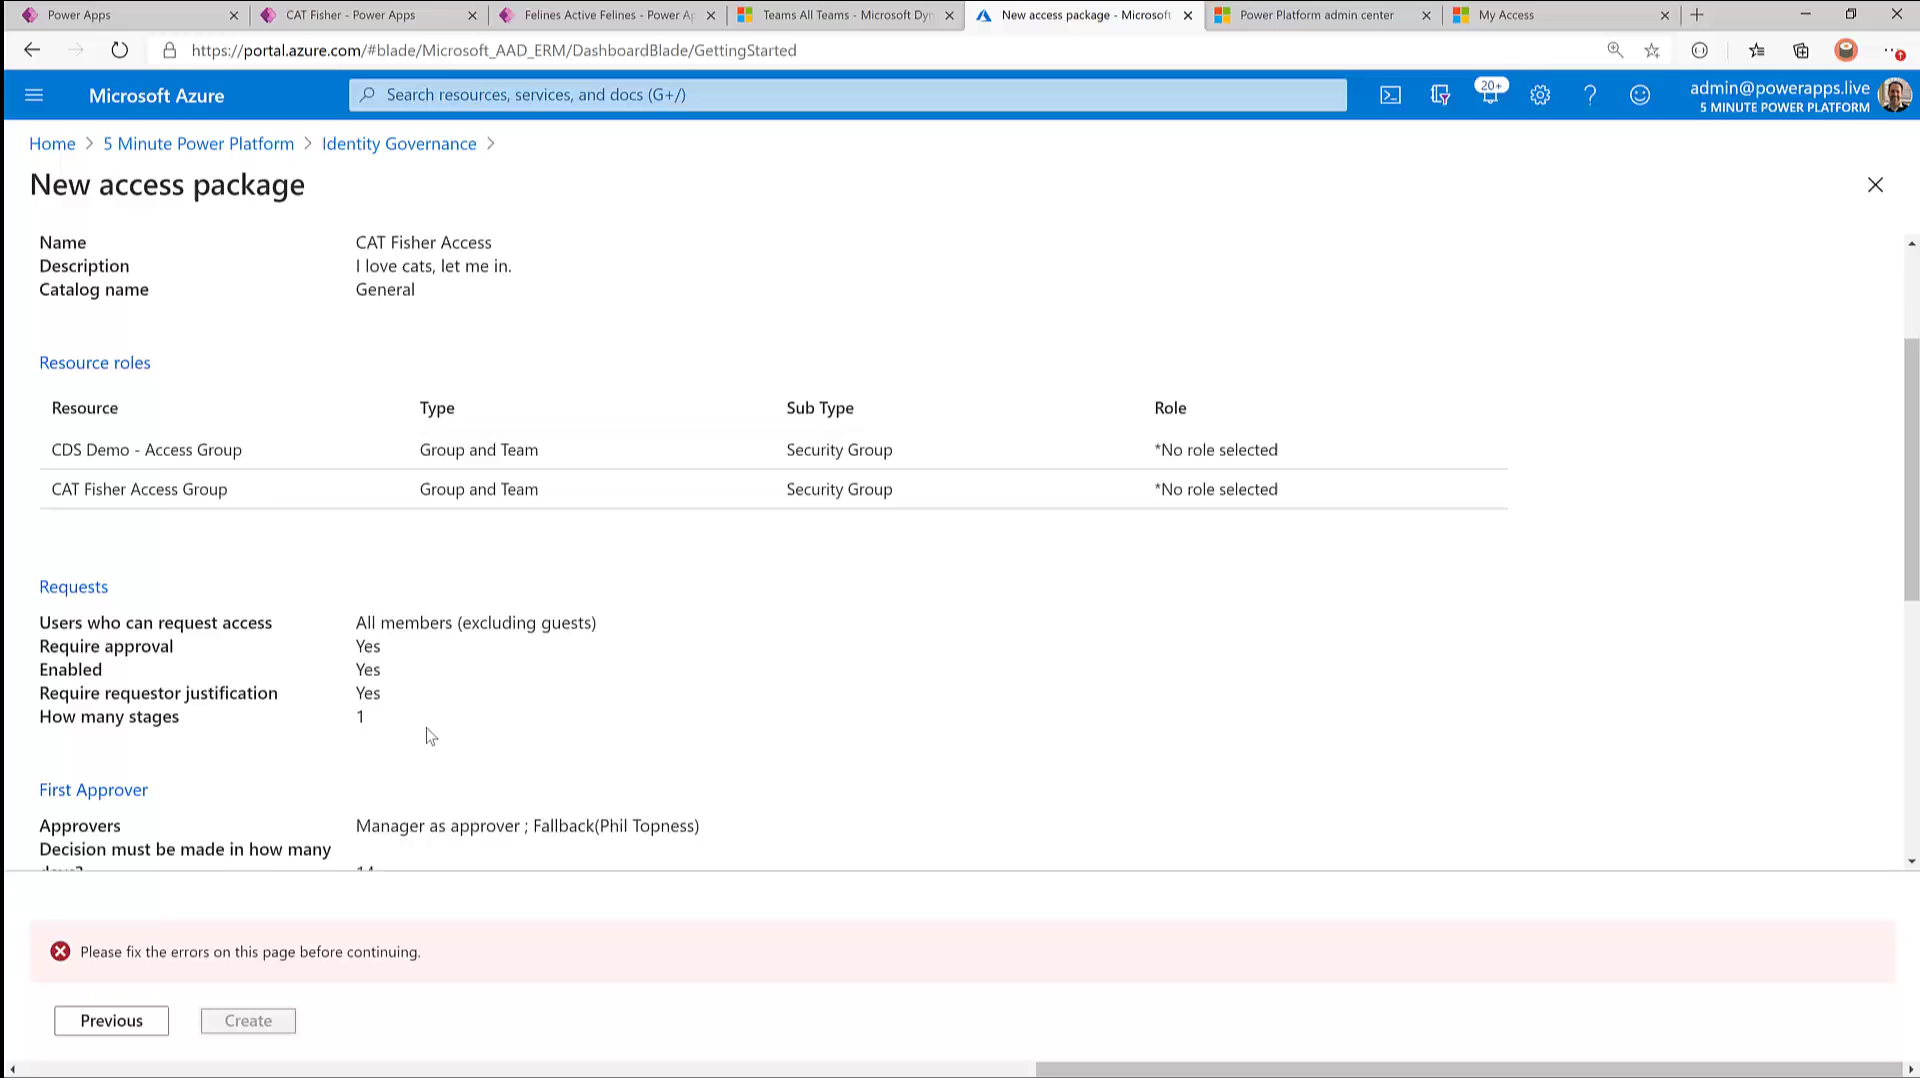 Power Apps
CAT Fisher - Power Apps
Felines Active Felines - Power Ap
Teams All Teams - Microsoft Dyn
New access package - Microsoft
Power Platform admin center
My Access
https://portal.azure.com/#blade/Microsoft_AAD_ERM/DashboardBlade/GettingStarted
Microsoft Azure
Search resources, services, and docs (G+/)
20+
admin@powerapps.live
5 MINUTE POWER PLATFORM
Home > 5 Minute Power Platform > Identity Governance >
New access package
Name CAT Fisher Access
Description I love cats, let me in.
Catalog name General
Resource roles
Resource Type Sub Type Role
CDS Demo - Access Group Group and Team Security Group *No role selected
CAT Fisher Access Group Group and Team Security Group *No role selected
Requests
Users who can request access All members (excluding guests)
Require approval Yes
Enabled Yes
Require requestor justification Yes
How many stages 1
First Approver
Approvers Manager as approver ; Fallback(Phil Topness)
Decision must be made in how many
Please fix the errors on this page before continuing.
Previous Create